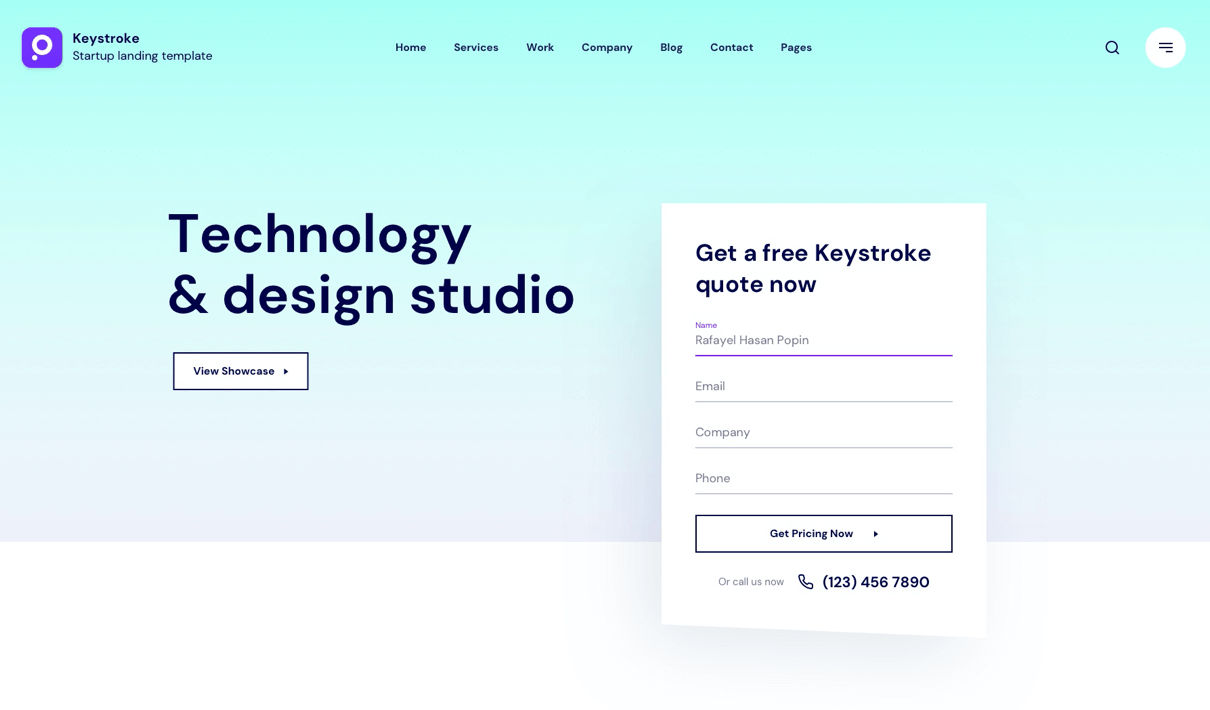 Keystroke
Startup landing template
Home Services Work Company Blog Contact Pages
Technology
& design studio
View Showcase
Get a free Keystroke
quote now
Name
Rafayel Hasan Popin
Email
Company
Phone
Get Pricing Now
Or call us now (123) 456 7890